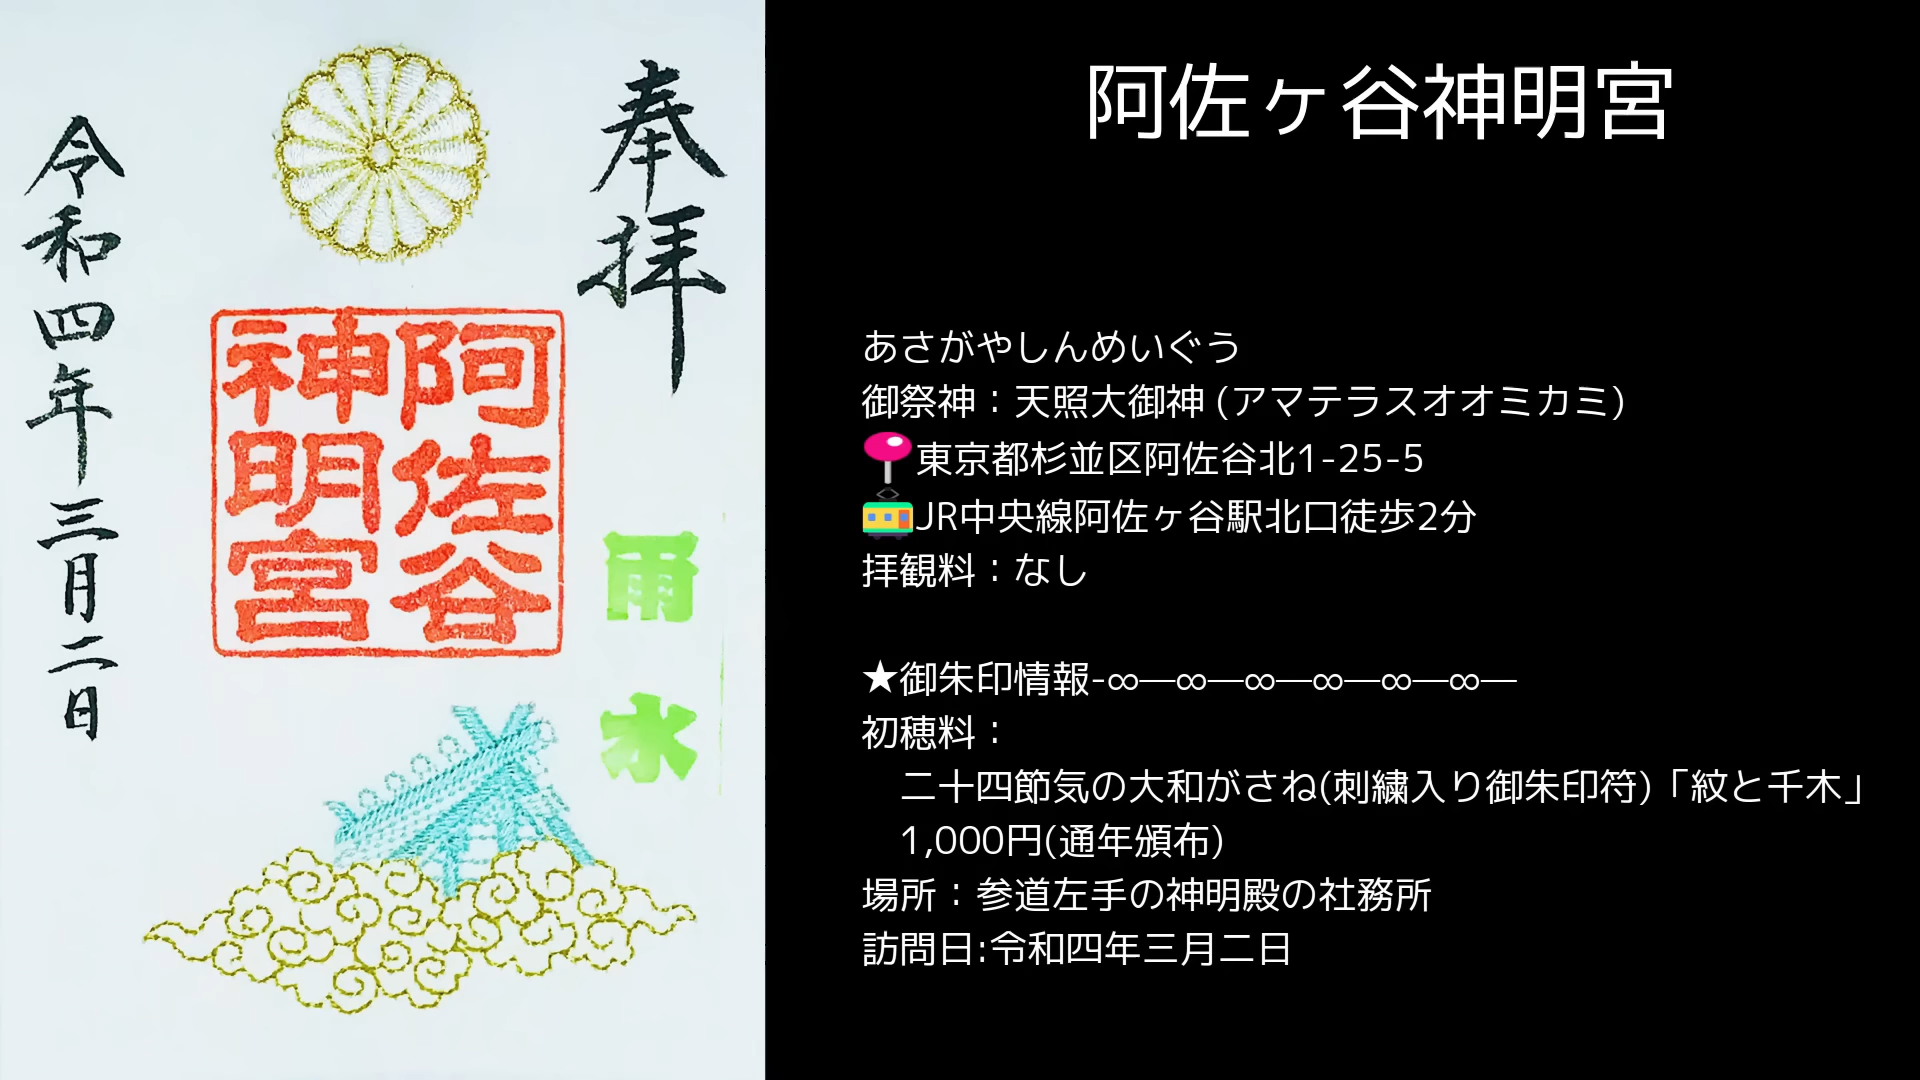 奉拝
阿佐谷
神明宮
雨水
令和四年三月二日
阿佐ヶ谷神明宮
あさがやしんめいぐう
御祭神：天照大御神 (アマテラスオオミカミ)
東京都杉並区阿佐谷北1-25-5
JR中央線阿佐ヶ谷駅北口徒歩2分
拝観料：なし
★御朱印情報-∞—∞—∞—∞—∞—∞—
初穂料：
二十四節気の大和がさね(刺繍入り御朱印符)「紋と千木」
1,000円(通年頒布)
場所：参道左手の神明殿の社務所
訪問日:令和四年三月二日